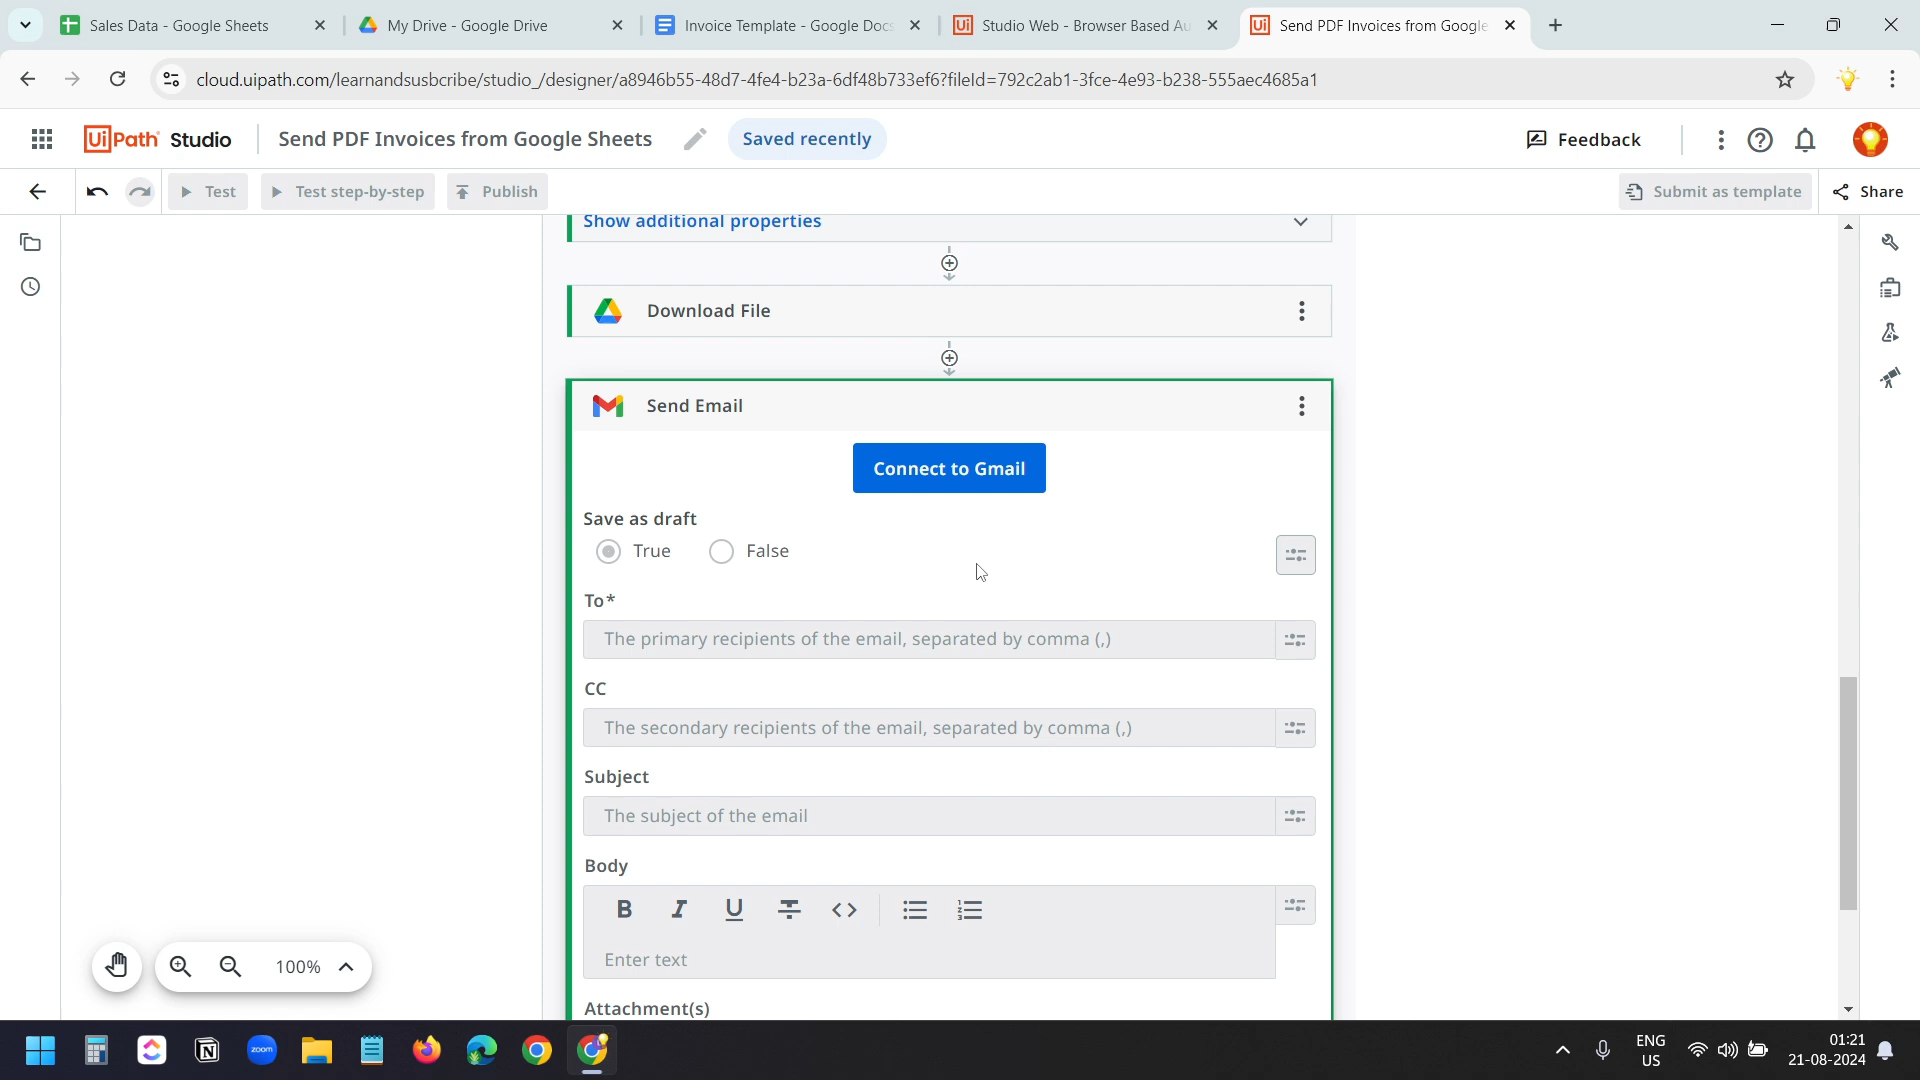 Sales Data - Google Sheets
My Drive - Google Drive
Invoice Template - Google Docs
Studio Web - Browser Based Au
Send PDF Invoices from Google
cloud.uipath.com/learnandsusbcribe/studio_/designer/a8946b55-48d7-4fe4-b23a-6df48b733ef6?fileId=792c2ab1-3fce-4e93-b238-555aec4685a1
UiPath Studio
Send PDF Invoices from Google Sheets
Saved recently
Feedback
Test
Test step-by-step
Publish
Submit as template
Share
Show additional properties
Download File
Send Email
Connect to Gmail
Save as draft
True
False
To*
The primary recipients of the email, separated by comma (,)
CC
The secondary recipients of the email, separated by comma (,)
Subject
The subject of the email
Body
Enter text
Attachment(s)
100%
zoom
ENG
US
01:21
21-08-2024